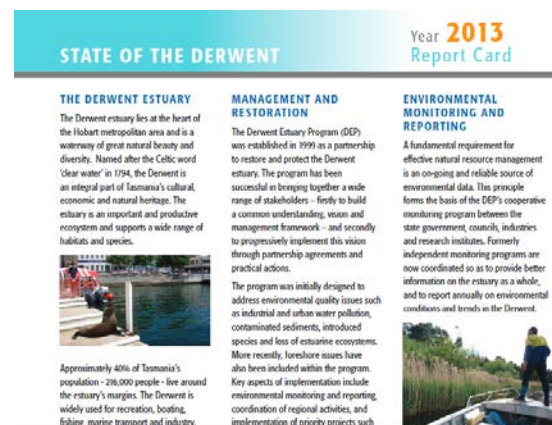 STATE OF THE DERWENT
Year 2013
Report Card
THE DERWENT ESTUARY
The Derwent estuary lies at the heart of
the Hobart metropolitan area and is a
waterway of great natural beauty and
diversity. Named after the Celtic word
'clear water' in 1794, the Derwent is
an integral part of Tasmania's cultural,
economic and natural heritage. The
estuary is an important and productive
ecosystem and supports a wide range of
habitats and species.
Approximately 40% of Tasmania's
population - 216,000 people - live around
the estuary's margins. The Derwent is
widely used for recreation, boating,
fishing, marine transport and industry.
MANAGEMENT AND
RESTORATION
The Derwent Estuary Program (DEP)
was established in 1999 as a partnership
to restore and protect the Derwent
estuary. The program has been
successful in bringing together a wide
range of stakeholders – firstly to build
a common understanding, vision and
management framework – and secondly
to progressively implement this vision
through partnership agreements and
practical actions.
The program was initially designed to
address environmental quality issues such
as industrial and urban water pollution,
contaminated sediments, introduced
species and loss of estuarine ecosystems.
More recently, foreshore issues have
also been included within the program.
Key aspects of implementation include
environmental monitoring and reporting,
coordination of regional activities, and
implementation of priority projects such
ENVIRONMENTAL
MONITORING AND
REPORTING
A fundamental requirement for
effective natural resource management
is an on-going and reliable source of
environmental data. This principle
forms the basis of the DEP's cooperative
monitoring program between the
state government, councils, industries
and research institutes. Formerly
independent monitoring programs are
now coordinated so as to provide better
information on the estuary as a whole,
and to report annually on environmental
conditions and trends in the Derwent.